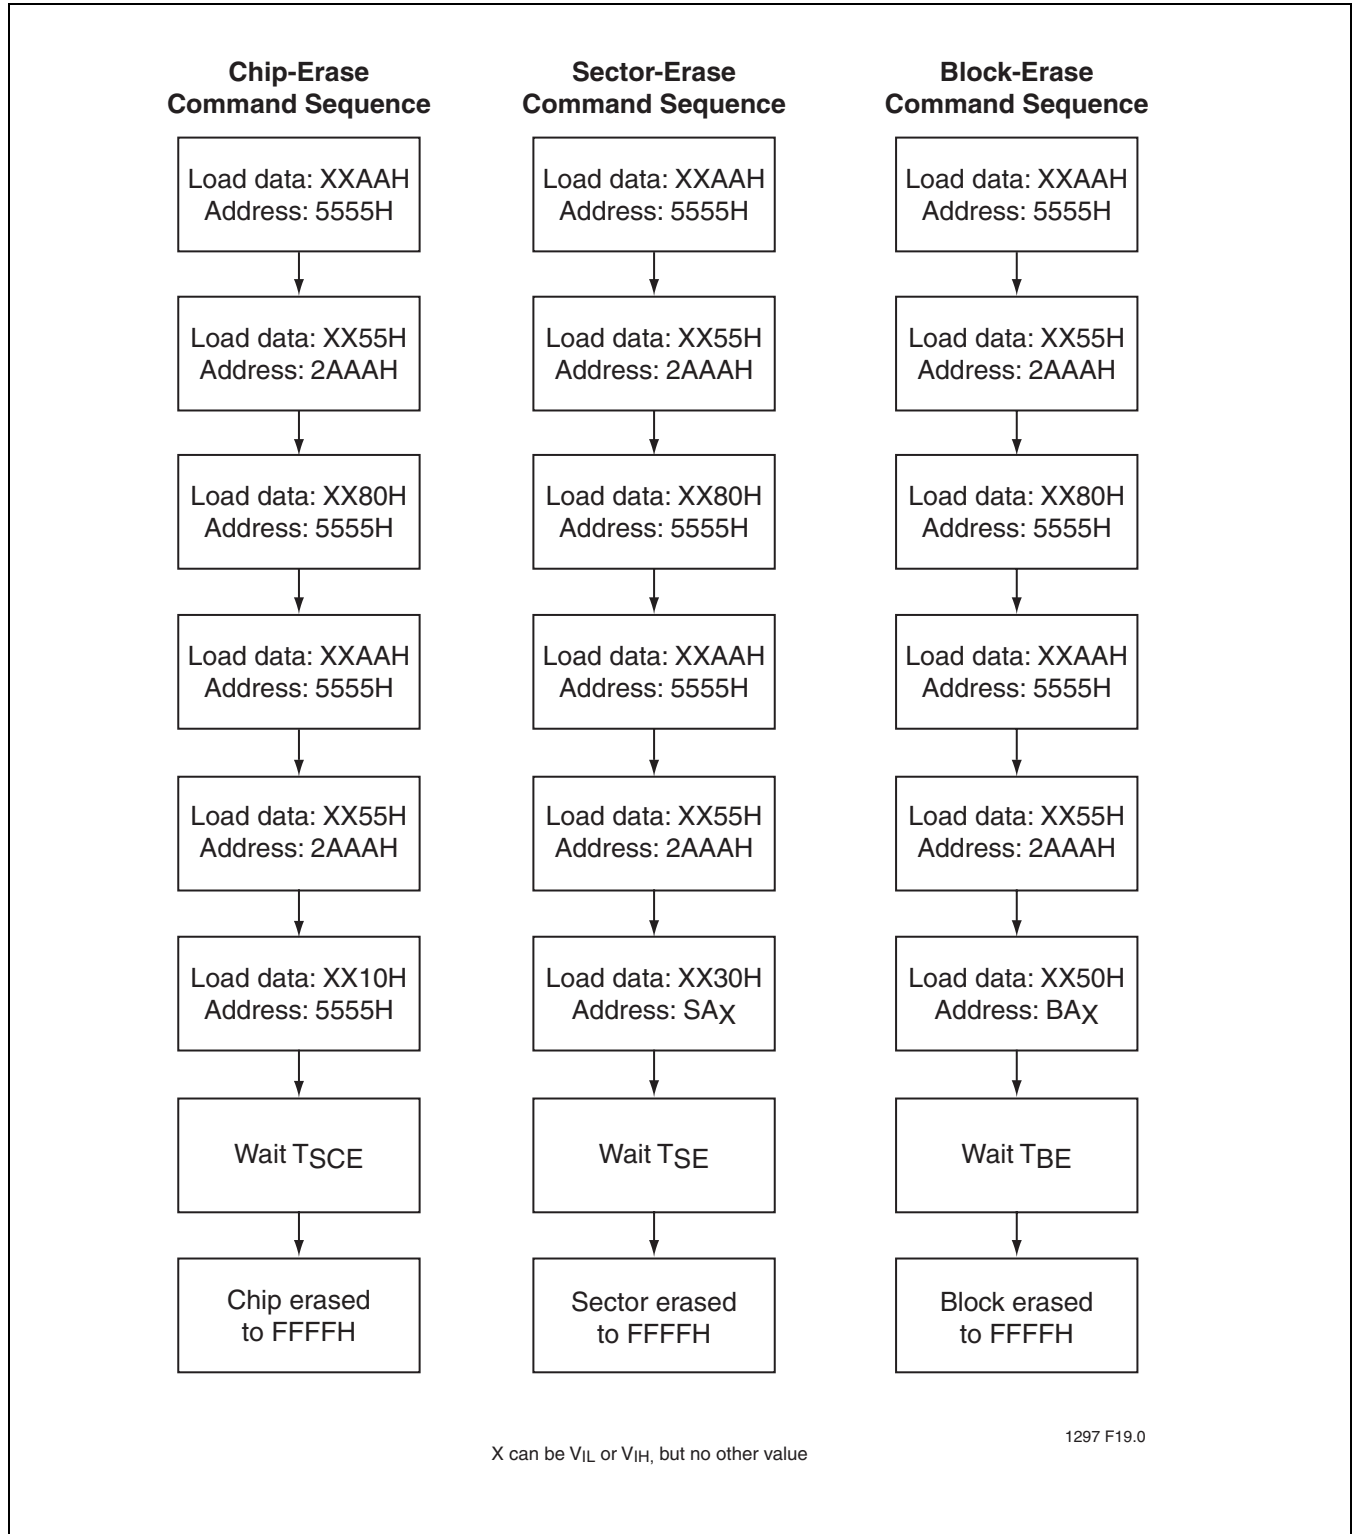 Chip-Erase
Command Sequence
Load data: XXAAH
Address: 5555H
Load data: XX55H
Address: 2AAAH
Load data: XX80H
Address: 5555H
Load data: XXAAH
Address: 5555H
Load data: XX55H
Address: 2AAAH
Load data: XX10H
Address: 5555H
Wait TSCE
Chip erased
to FFFFH
Sector-Erase
Command Sequence
Load data: XXAAH
Address: 5555H
Load data: XX55H
Address: 2AAAH
Load data: XX80H
Address: 5555H
Load data: XXAAH
Address: 5555H
Load data: XX55H
Address: 2AAAH
Load data: XX30H
Address: SAX
Wait TSE
Sector erased
to FFFFH
Block-Erase
Command Sequence
Load data: XXAAH
Address: 5555H
Load data: XX55H
Address: 2AAAH
Load data: XX80H
Address: 5555H
Load data: XXAAH
Address: 5555H
Load data: XX55H
Address: 2AAAH
Load data: XX50H
Address: BAX
Wait TBE
Block erased
to FFFFH
1297 F19.0
X can be VIL or VIH, but no other value